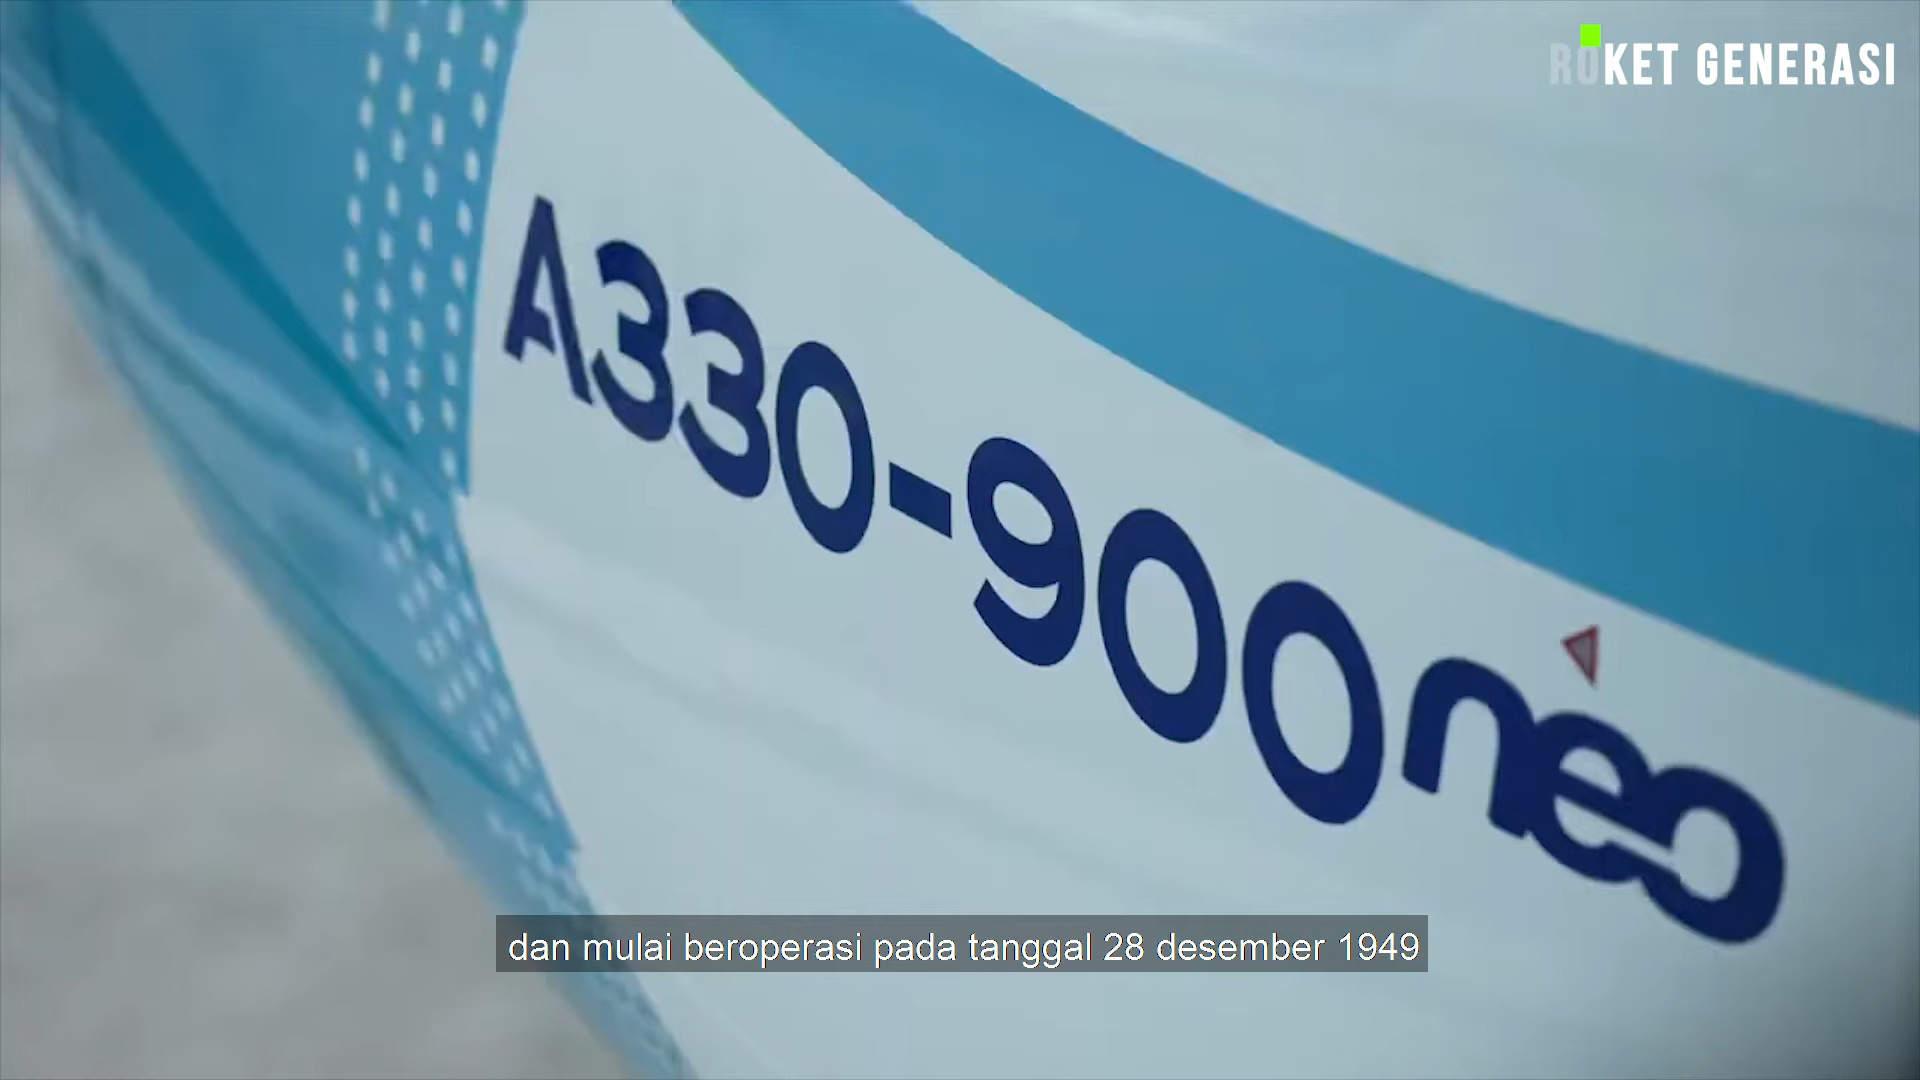 ROKET GENERASI
A330-900neo
dan mulai beroperasi pada tanggal 28 desember 1949